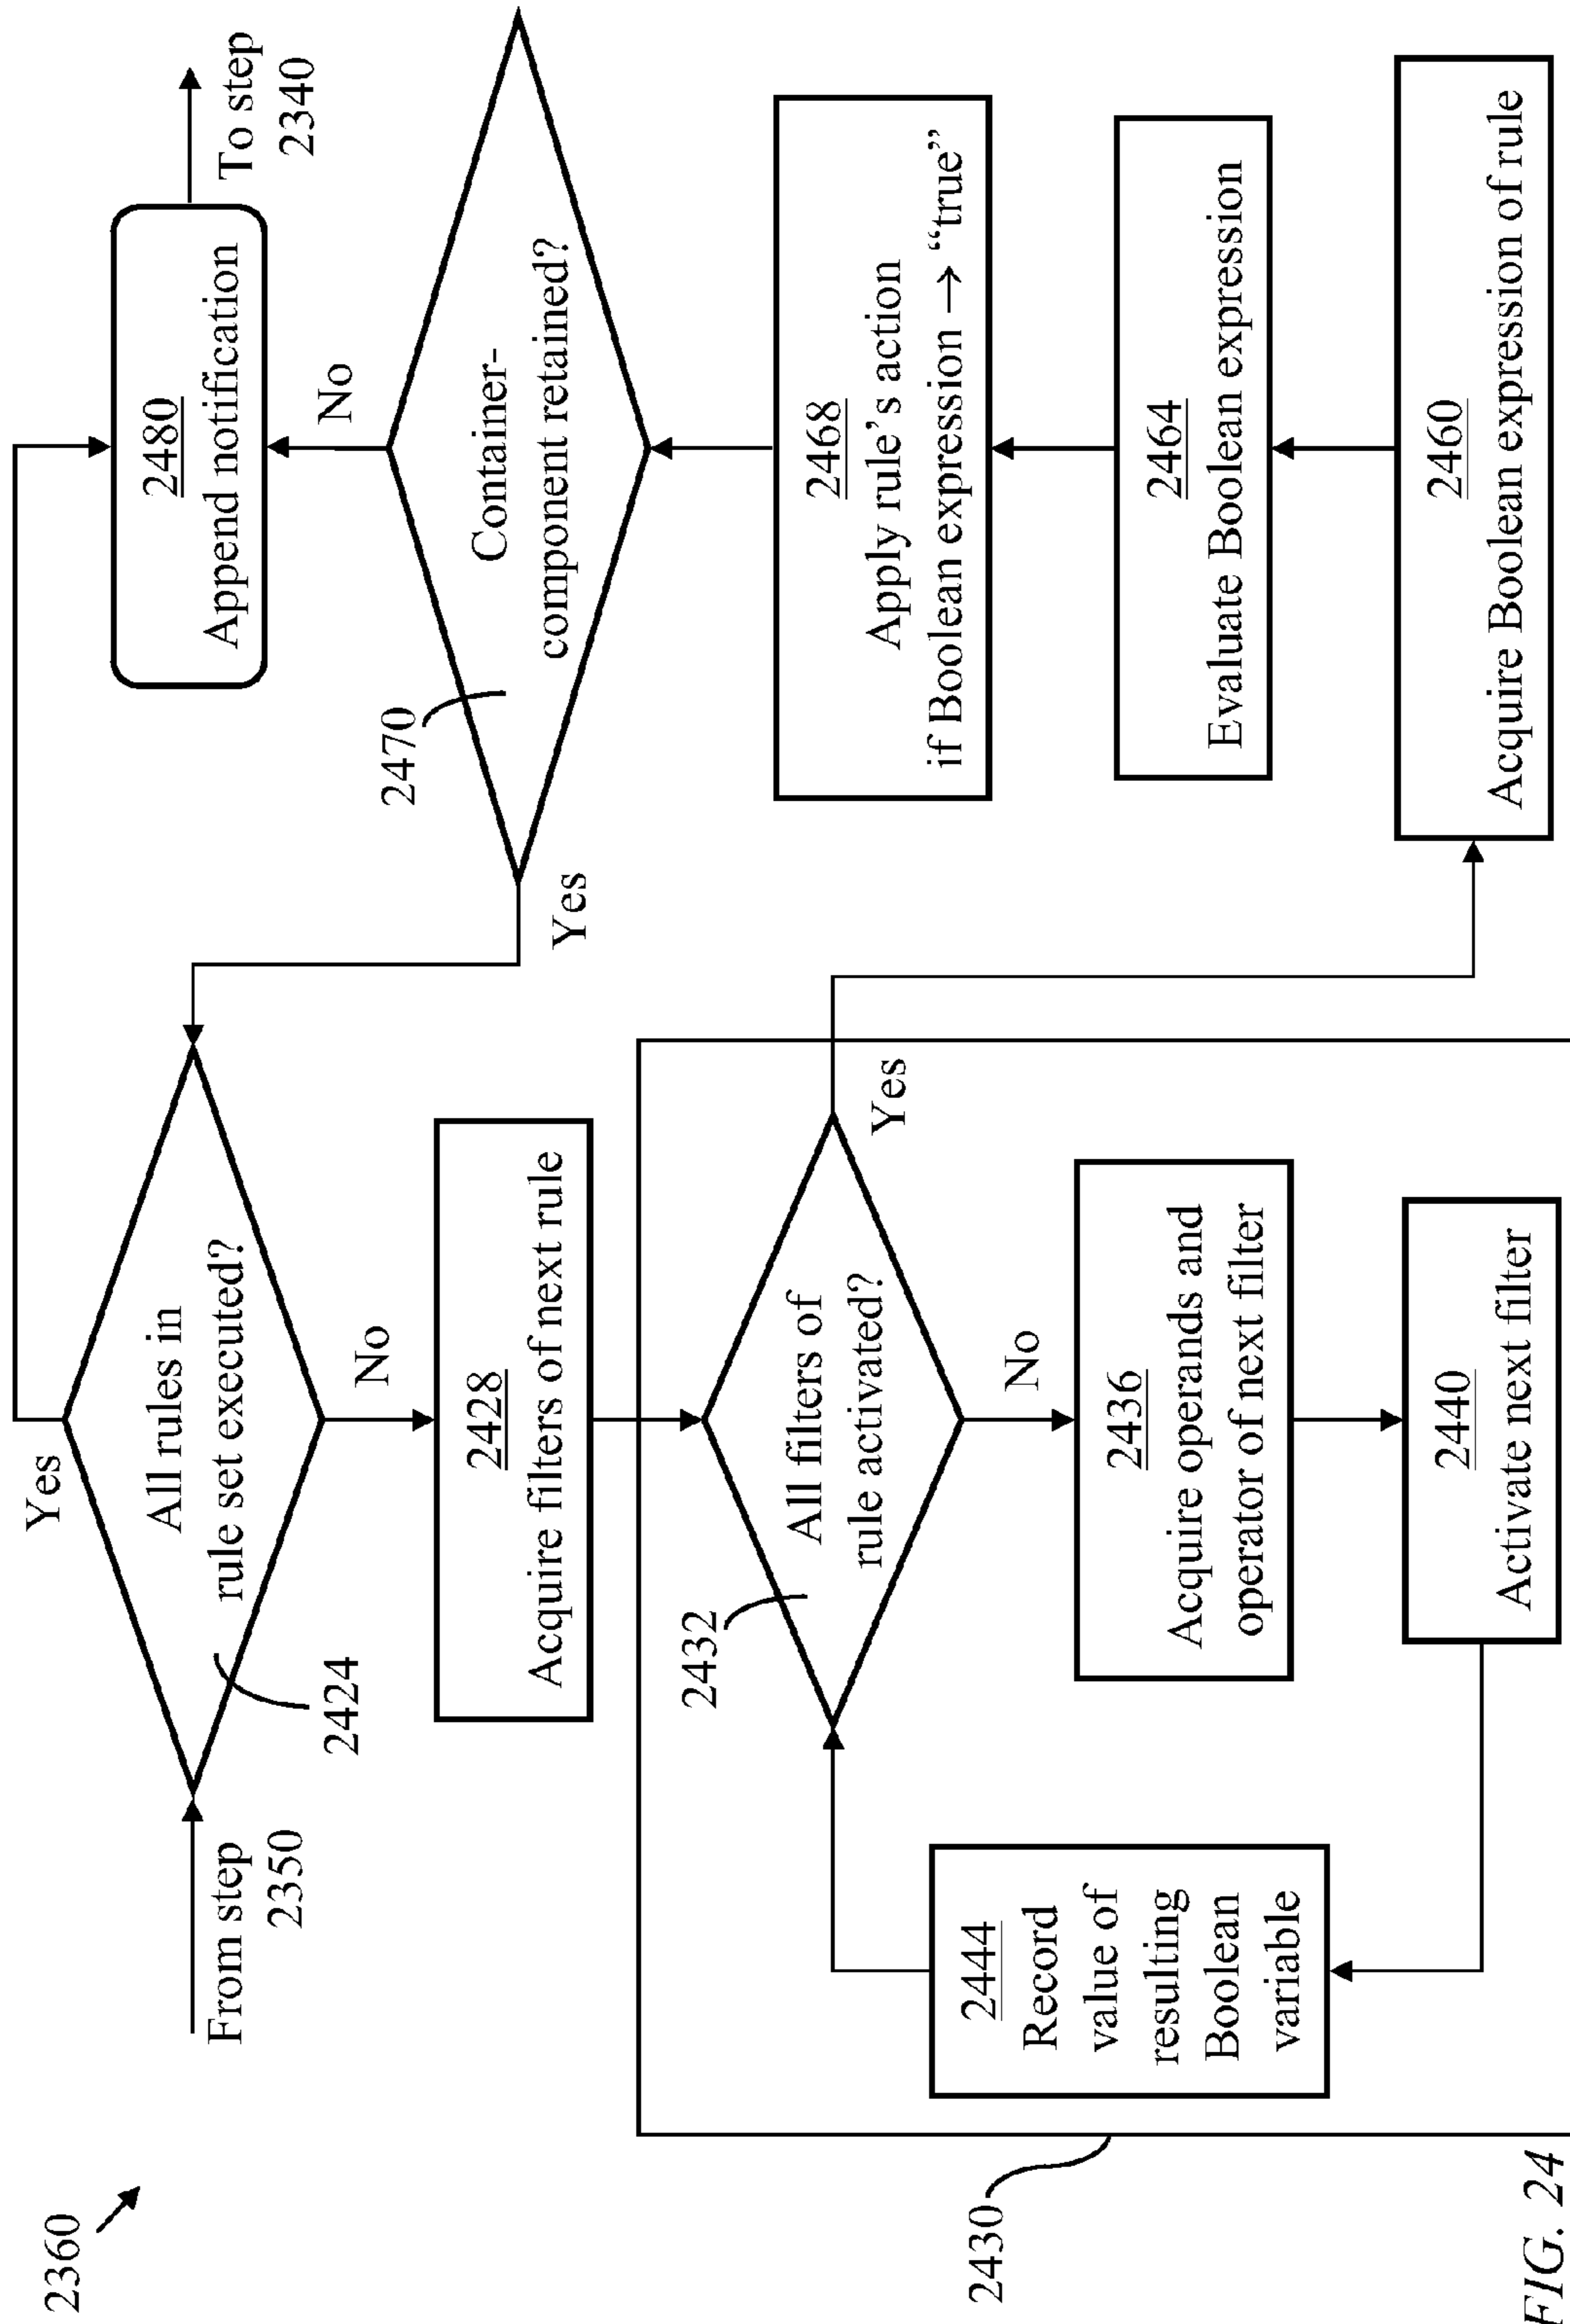 2360
From step
2350
Yes
All rules in
rule set executed?
2424
No
2428
Acquire filters of next rule
2430
2432
All filters of
rule activated?
Yes
No
2436
Acquire operands and
operator of next filter
2440
Activate next filter
2444
Record
value of
resulting
Boolean
variable
To step
2340
2480
Append notification
No
Container-
component retained?
2470
Yes
2468
Apply rule's action
if Boolean expression → “true”
2464
Evaluate Boolean expression
2460
Acquire Boolean expression of rule
FIG. 24